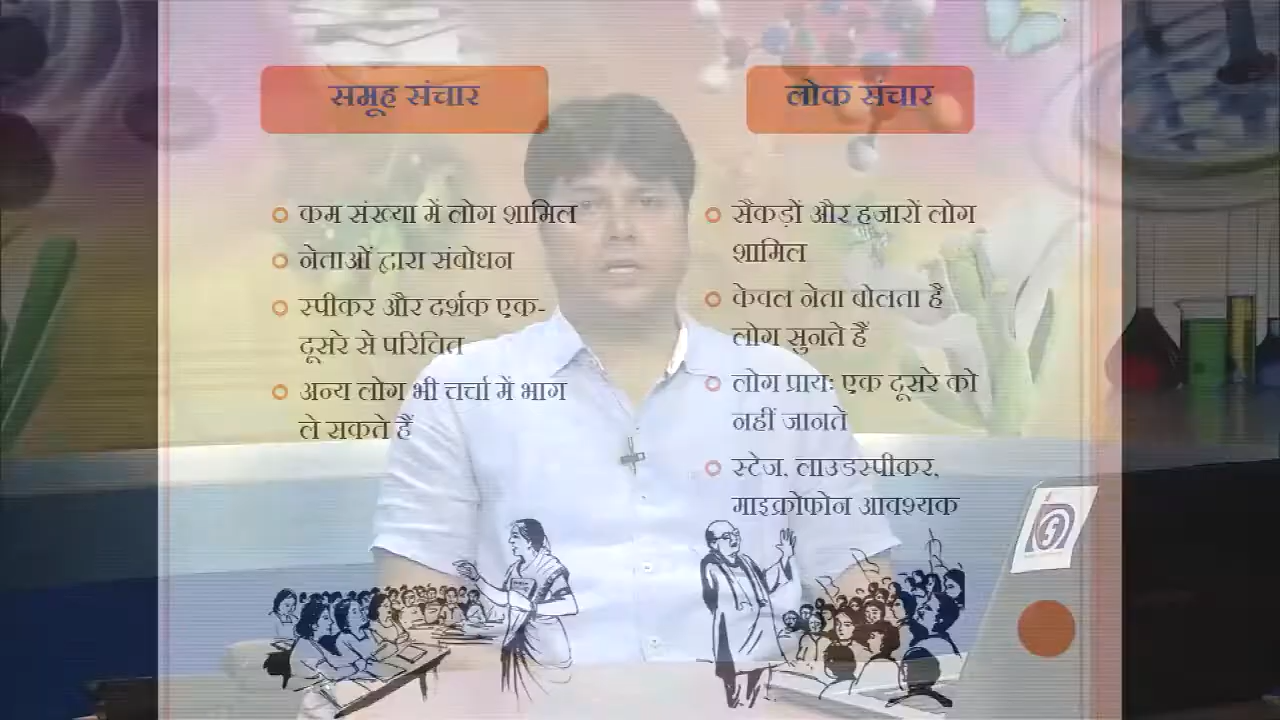 समूह संचार
कम संख्या में लोग शामिल
नेताओं द्वारा संबोधन
स्पीकर और दर्शक एक-
दूसरे से परिचित
अन्य लोग भी चर्चा में भाग
ले सकते हैं
लोक संचार
सैकड़ों और हजारों लोग
शामिल
केवल नेता बोलता है
लोग सुनते हैं
लोग प्रायः एक दूसरे को
नहीं जानते
स्टेज, लाउडस्पीकर,
माइक्रोफोन आवश्यक